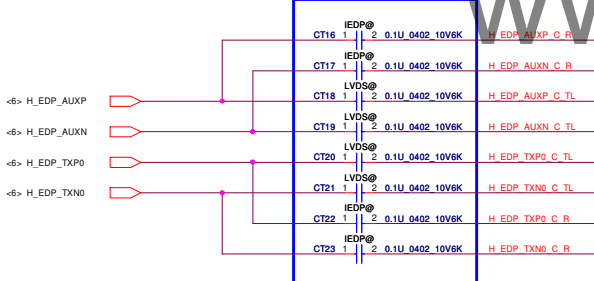 WW
IEDP@
CT16 1 2 0.1U_0402_10V6K H_EDP_AUXP_C_R
IEDP@
CT17 1 2 0.1U_0402_10V6K H_EDP_AUXN_C_R
LVDS@
<6> H_EDP_AUXP CT18 1 2 0.1U_0402_10V6K H_EDP_AUXP_C_TL
LVDS@
<6> H_EDP_AUXN CT19 1 2 0.1U_0402_10V6K H_EDP_AUXN_C_TL
LVDS@
<6> H_EDP_TXP0 CT20 1 2 0.1U_0402_10V6K H_EDP_TXP0_C_TL
LVDS@
<6> H_EDP_TXN0 CT21 1 2 0.1U_0402_10V6K H_EDP_TXN0_C_TL
IEDP@
CT22 1 2 0.1U_0402_10V6K H_EDP_TXP0_C_R
IEDP@
CT23 1 2 0.1U_0402_10V6K H_EDP_TXN0_C_R